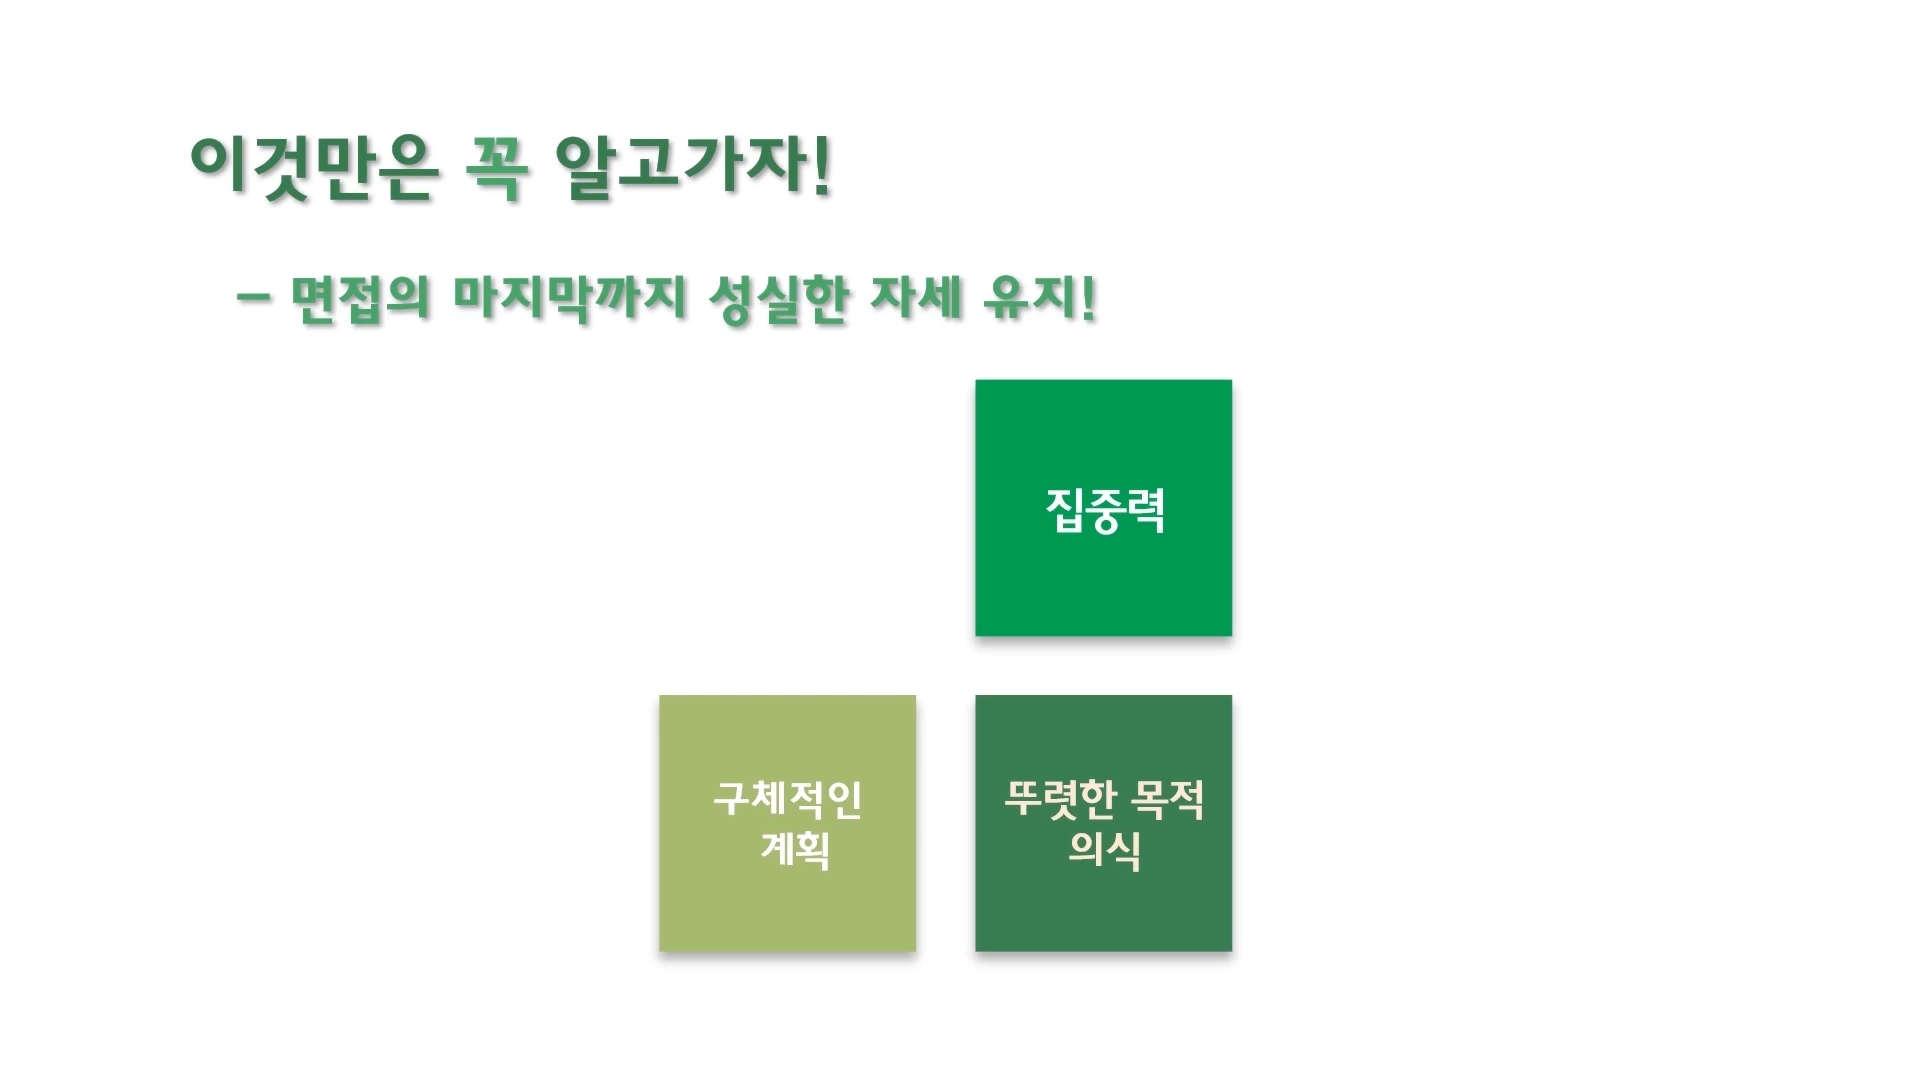 이것만은 꼭 알고가자!
– 면접의 마지막까지 성실한 자세 유지!
집중력
구체적인
계획
뚜렷한 목적
의식